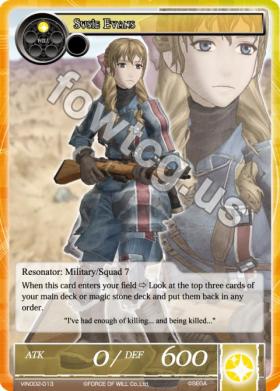 Susie Evans
WILL
fowtcg.us
Resonator: Military/Squad 7
When this card enters your field ⇨ Look at the top three cards of
your main deck or magic stone deck and put them back in any
order.
"I've had enough of killing... and being killed..."
ATK 0/ DEF 600
VIN002-013 ©FORCE OF WILL Co.,Ltd. ©SEGA